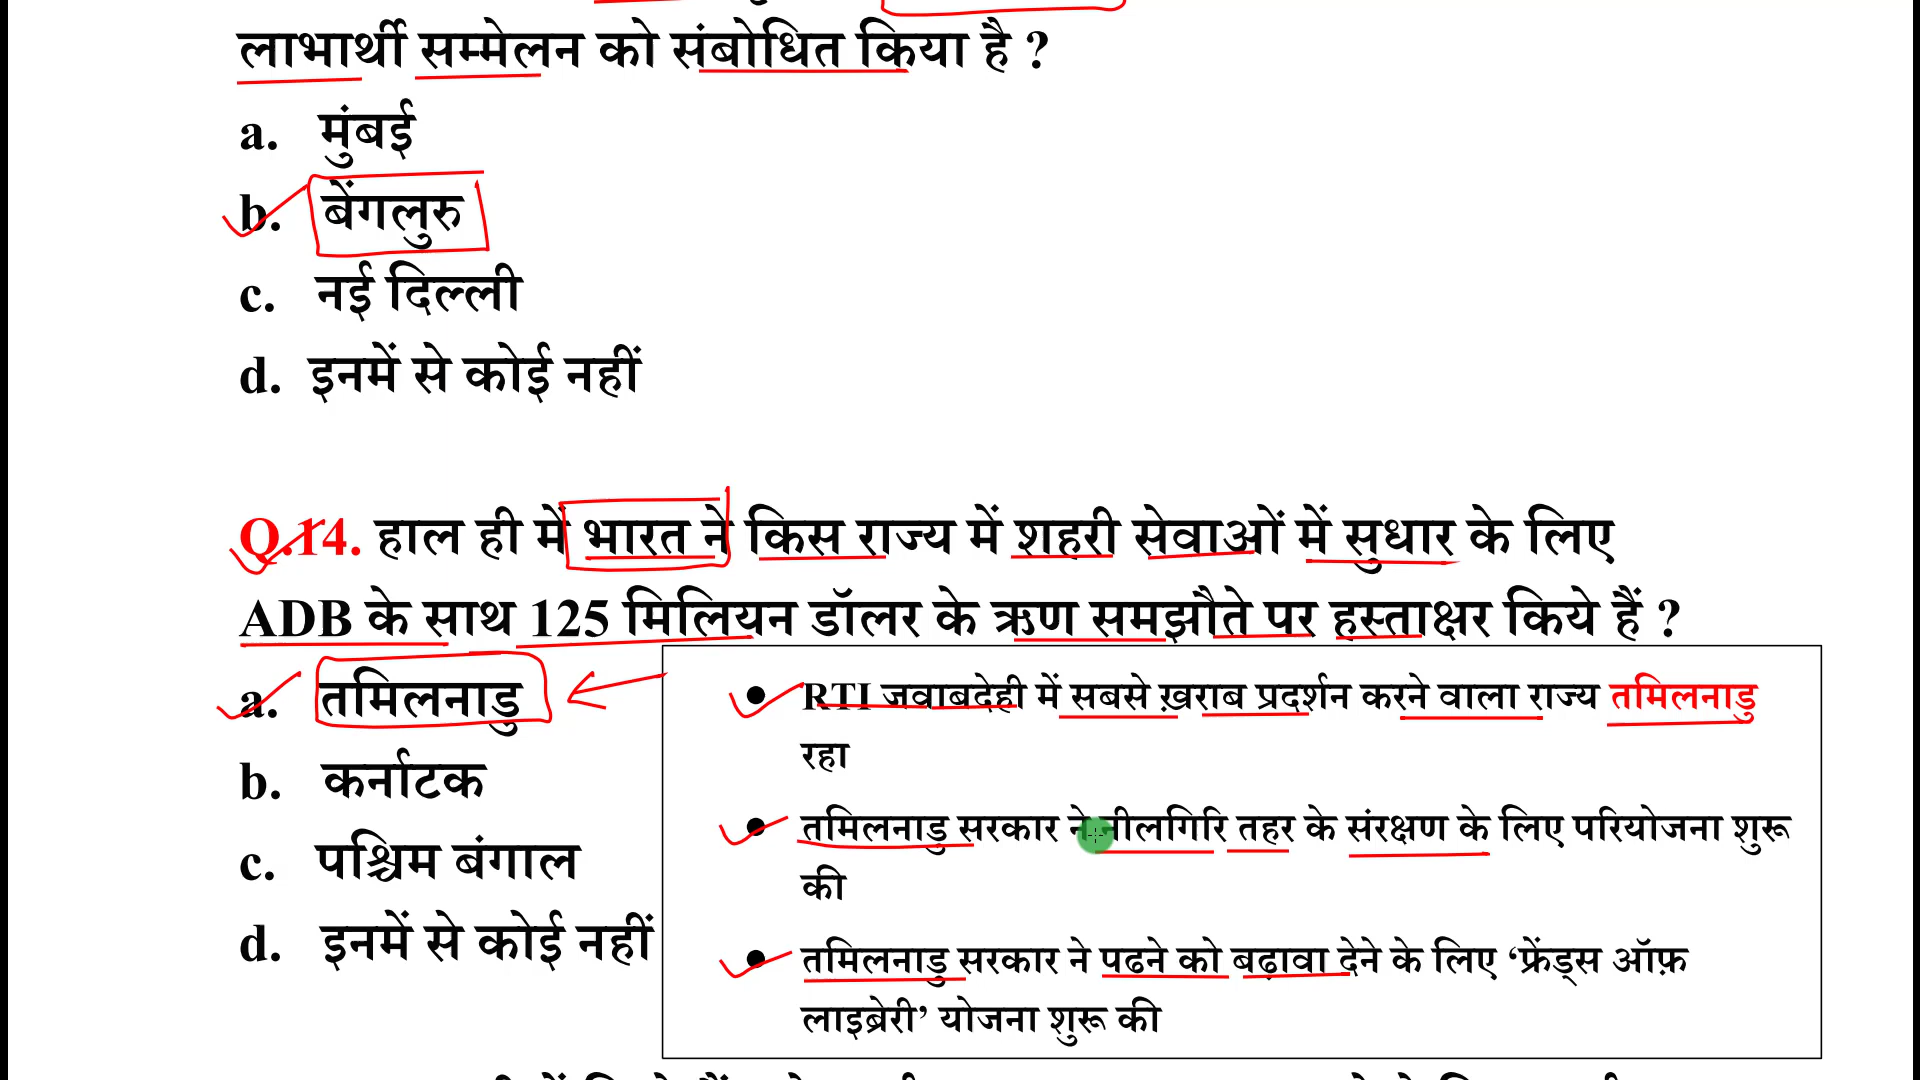 लाभार्थी सम्मेलन को संबोधित किया है ?
a. मुंबई
b. बेंगलुरु
c. नई दिल्ली
d. इनमें से कोई नहीं
Q.14. हाल ही में भारत ने किस राज्य में शहरी सेवाओं में सुधार के लिए
ADB के साथ 125 मिलियन डॉलर के ऋण समझौते पर हस्ताक्षर किये हैं ?
a. तमिलनाडु
b. कर्नाटक
c. पश्चिम बंगाल
d. इनमें से कोई नहीं
● RTI जवाबदेही में सबसे ख़राब प्रदर्शन करने वाला राज्य तमिलनाडु
रहा
● तमिलनाडु सरकार ने नीलगिरि तहर के संरक्षण के लिए परियोजना शुरू
की
● तमिलनाडु सरकार ने पढने को बढ़ावा देने के लिए ‘फ्रेंड्स ऑफ़
लाइब्रेरी’ योजना शुरू की